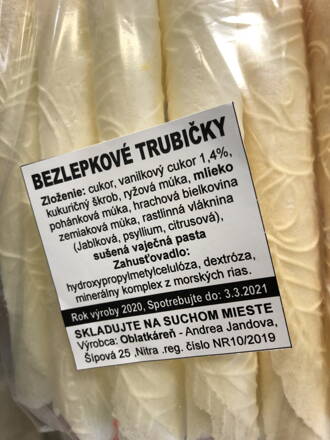 BEZLEPKOVÉ TRUBIČKY
Zloženie: cukor, vanilkový cukor 1,4%,
kukuričný škrob, ryžová múka, mlieko
pohánková múka, hrachová bielkovina
zemiaková múka, rastlinná vláknina
(Jablková, psyllium, citrusová),
sušená vaječná pasta
Zahusťovadlo:
hydroxypropylmetylcelulóza, dextróza,
minerálny komplex z morských rias.
Rok výroby 2020, Spotrebujte do: 3.3.2021
SKLADUJTE NA SUCHOM MIESTE
Výrobca: Oblatkáreň - Andrea Jandova,
Šípová 25 ,Nitra .reg. číslo NR10/2019